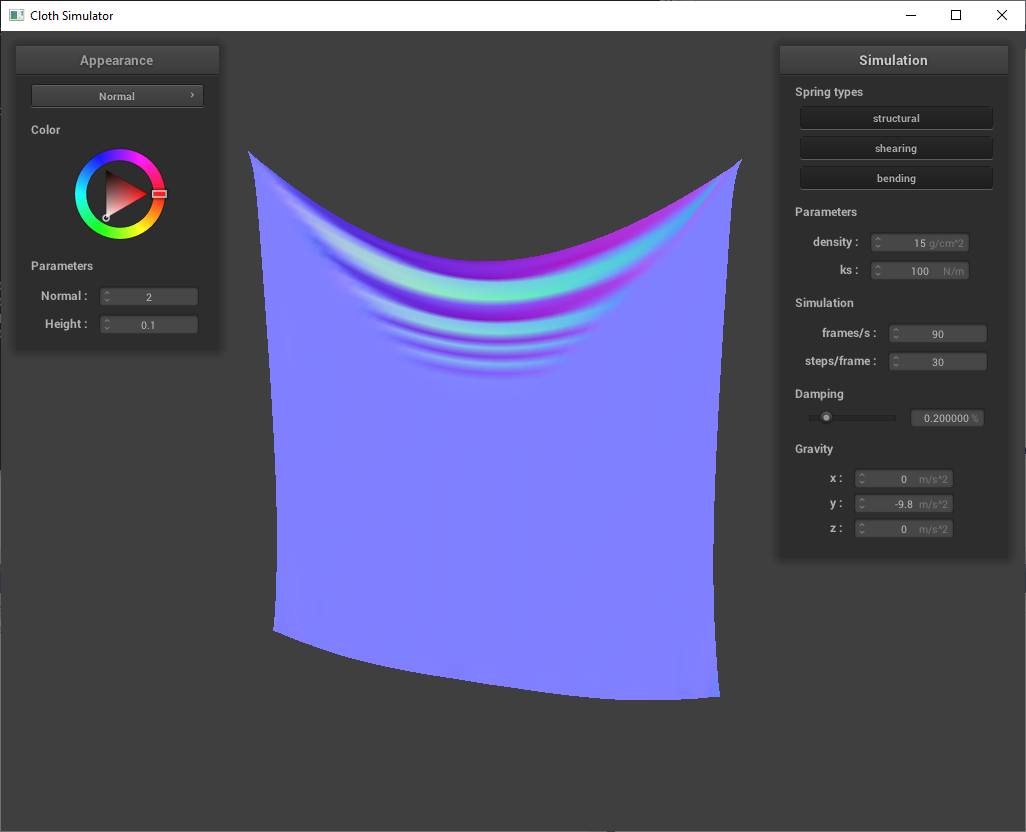 Cloth Simulator
Appearance
Normal
Color
Parameters
Normal : 2
Height : 0.1
Simulation
Spring types
structural
shearing
bending
Parameters
density : 15 g/cm^2
ks : 100 N/m
Simulation
frames/s : 90
steps/frame : 30
Damping
0.200000 %
Gravity
x : 0 m/s^2
y : -9.8 m/s^2
z : 0 m/s^2